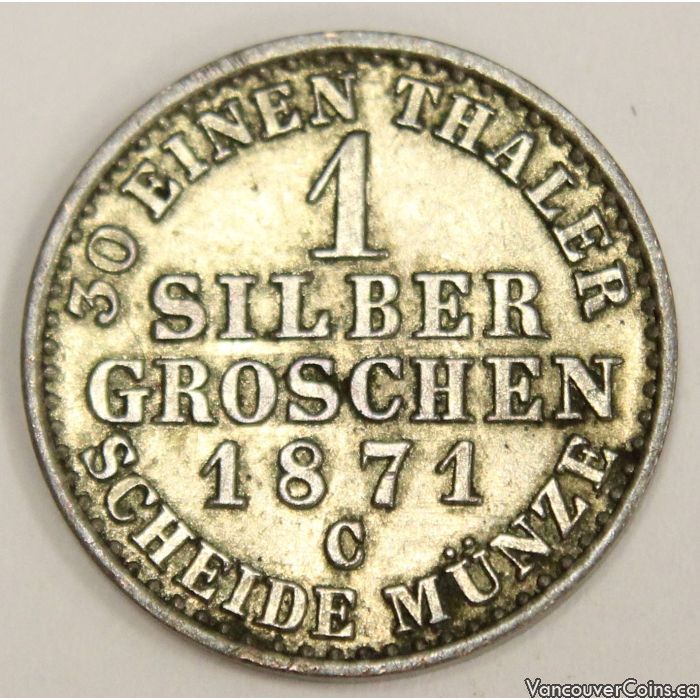 30 EINEN THALER
1
SILBER
GROSCHEN
1871
C
SCHEIDE MÜNZE
VancouverCoins.ca